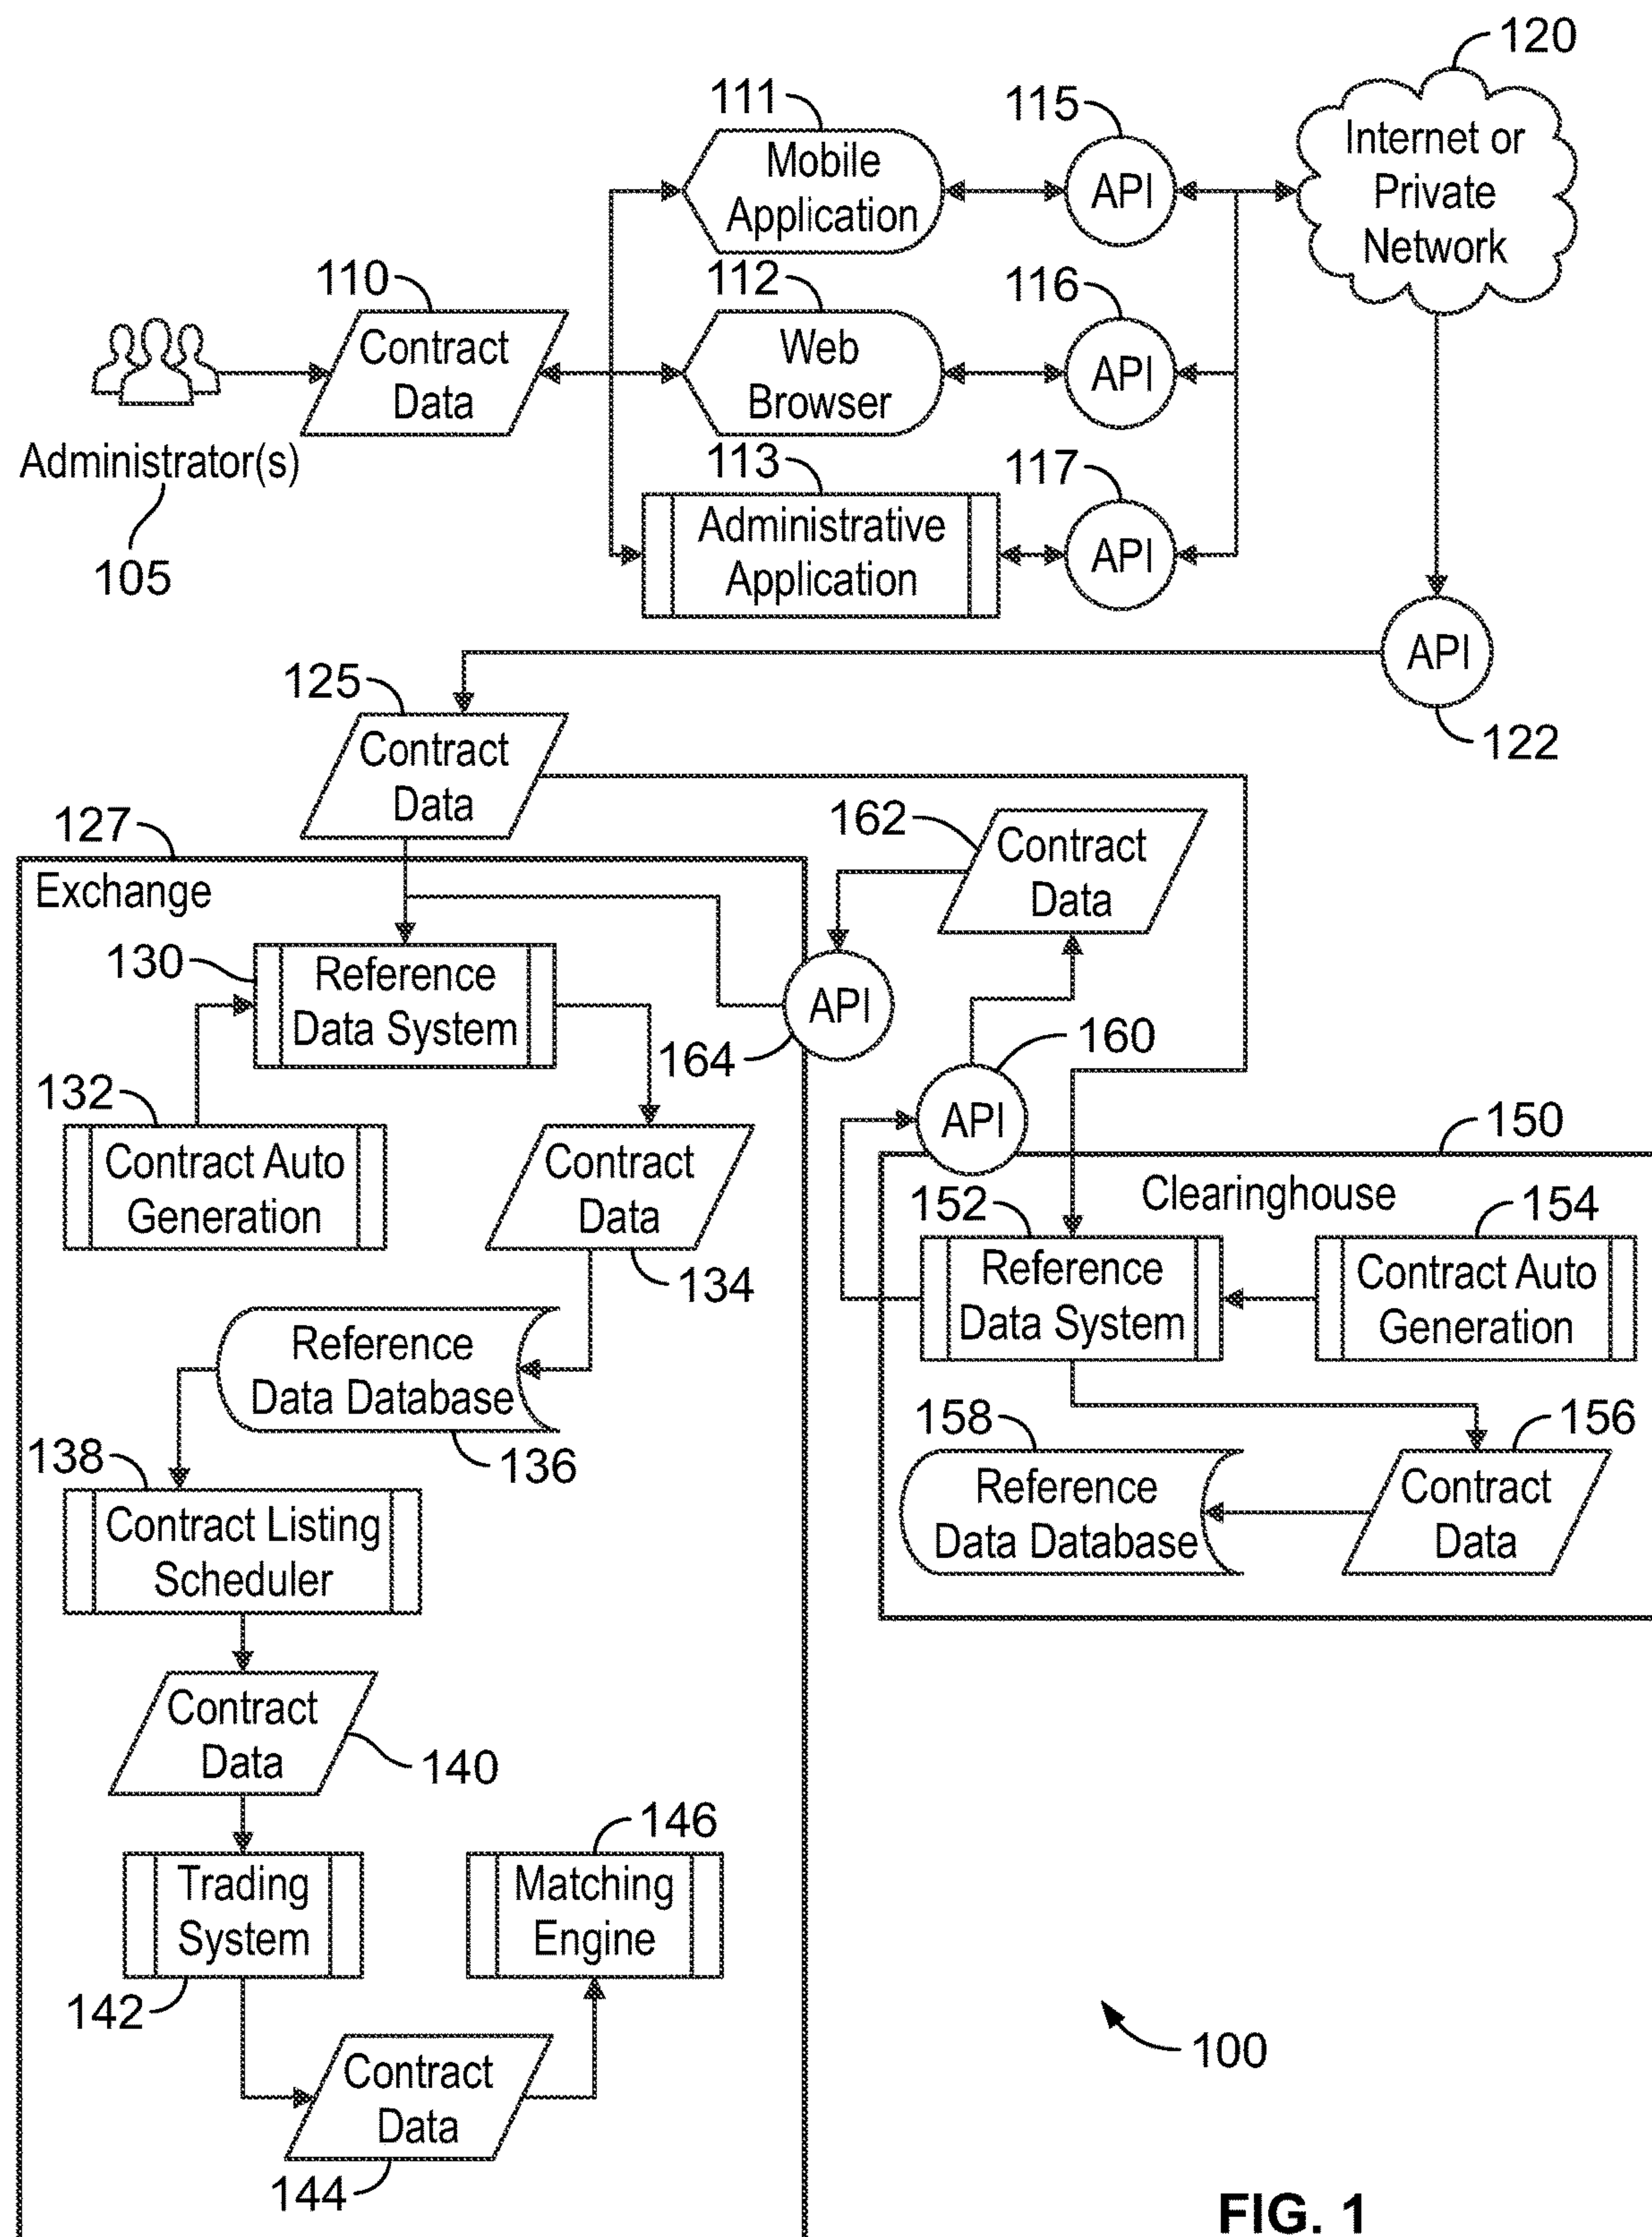 120
111
115
Mobile
Application
API
Internet or
Private
Network
110
112
116
Contract
Data
Web
Browser
API
Administrator(s)
105
113
117
Administrative
Application
API
API
122
125
Contract
Data
127
Exchange
162
Contract
Data
130
Reference
Data System
API
164
160
API
132
Contract Auto
Generation
Contract
Data
134
150
Clearinghouse
152
154
Reference
Data System
Contract Auto
Generation
Reference
Data Database
136
158
156
Reference
Data Database
Contract
Data
138
Contract Listing
Scheduler
Contract
Data
140
146
Trading
System
Matching
Engine
142
Contract
Data
144
100
FIG. 1